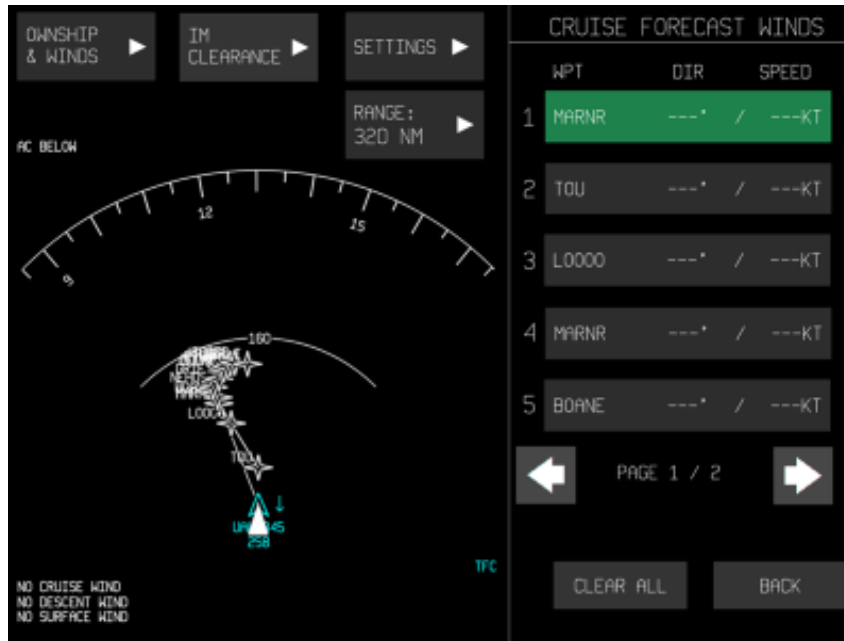 OWNSHIP
& WINDS
IM
CLEARANCE
SETTINGS
RANGE:
320 NM
AC BELOW
9
12
15
160
LOOO
TOU
258
TFC
NO CRUISE WIND
NO DESCENT WIND
NO SURFACE WIND
CRUISE FORECAST WINDS
WPT DIR SPEED
1 MARNR ---° / ---KT
2 TOU ---° / ---KT
3 LOOOO ---° / ---KT
4 MARNR ---° / ---KT
5 BOANE ---° / ---KT
PAGE 1 / 2
CLEAR ALL
BACK